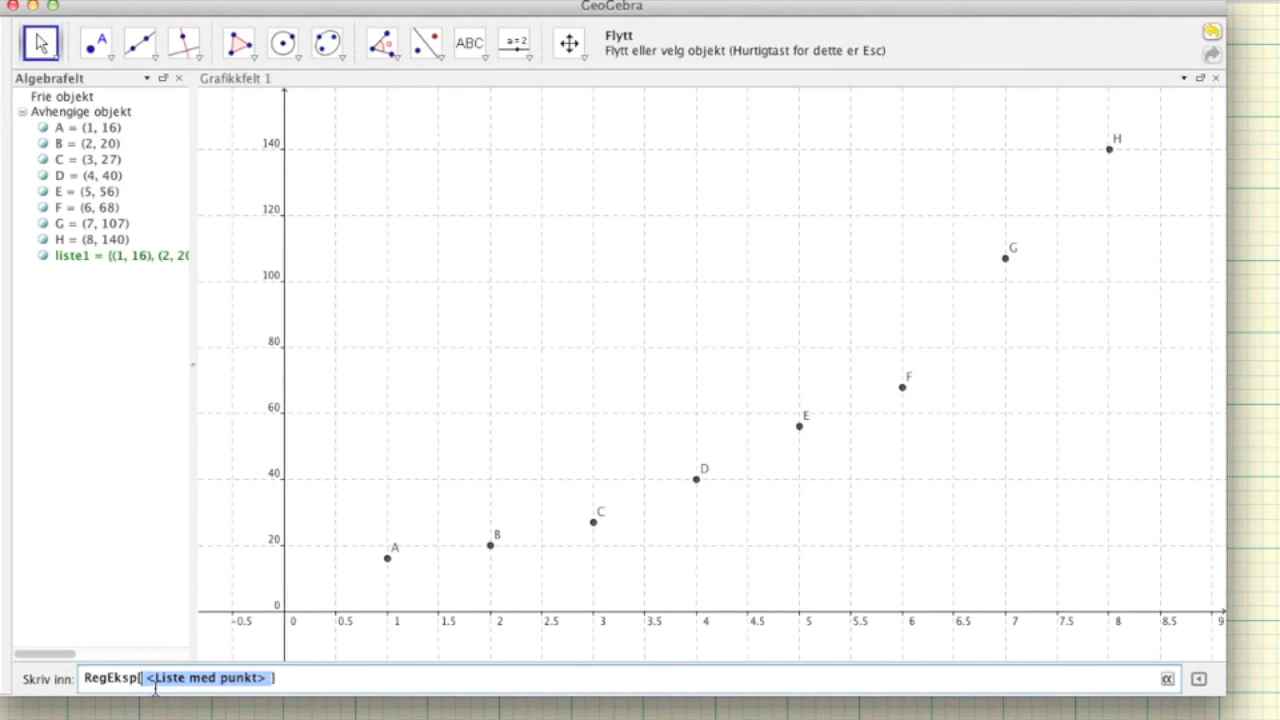 GeoGebra
A
α
ABC
a=2
Flytt
Flytt eller velg objekt (Hurtigtast for dette er Esc)
Algebrafelt
Grafikkfelt 1
Frie objekt
Avhengige objekt
A = (1, 16)
B = (2, 20)
C = (3, 27)
D = (4, 40)
E = (5, 56)
F = (6, 68)
G = (7, 107)
H = (8, 140)
liste1 = {(1, 16), (2, 20
140
120
100
80
60
40
20
0
H
G
F
E
D
C
B
A
-0.5 0 0.5 1 1.5 2 2.5 3 3.5 4 4.5 5 5.5 6 6.5 7 7.5 8 8.5 9
Skriv inn: RegEksp[ <Liste med punkt> ]
α